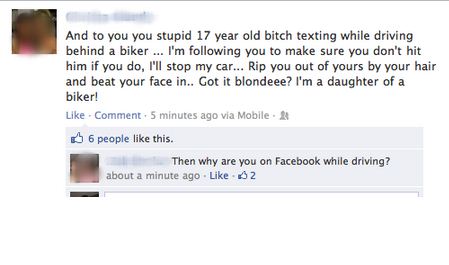 And to you you stupid 17 year old bitch texting while driving
behind a biker ... I'm following you to make sure you don't hit
him if you do, I'll stop my car... Rip you out of yours by your hair
and beat your face in.. Got it blondeee? I'm a daughter of a
biker!
Like · Comment · 5 minutes ago via Mobile ·
6 people like this.
Then why are you on Facebook while driving?
about a minute ago · Like · 2